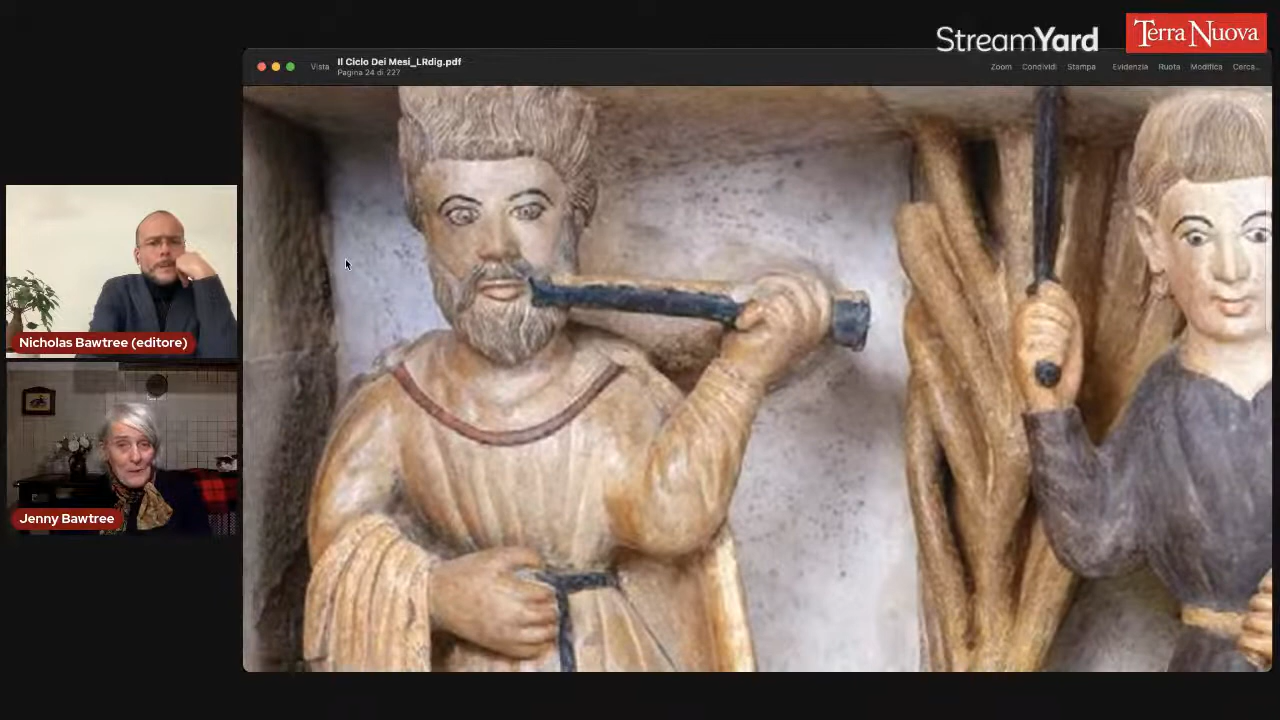 StreamYard
Terra Nuova
Vista
Il Ciclo Dei Mesi_LRdig.pdf
Pagina 24 di 227
Zoom Condividi Stampa Evidenzia Ruota Modifica Cerca...
Nicholas Bawtree (editore)
Jenny Bawtree